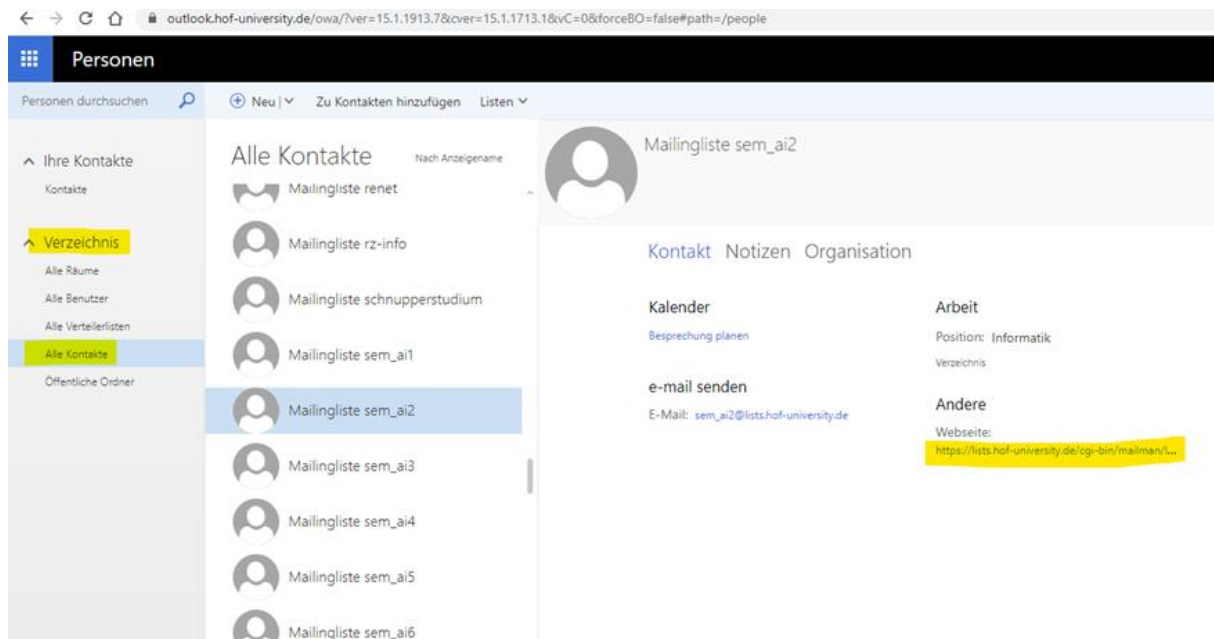 outlook.hof-university.de/owa/?ver=15.1.1913.7&cver=15.1.1713.1&vC=0&forceBO=false#path=/people
Personen
Personen durchsuchen
Neu
Zu Kontakten hinzufügen
Listen
Ihre Kontakte
Kontakte
Verzeichnis
Alle Räume
Alle Benutzer
Alle Verteilerlisten
Alle Kontakte
Öffentliche Ordner
Alle Kontakte
Nach Anzeigename
Mailingliste renet
Mailingliste rz-info
Mailingliste schnupperstudium
Mailingliste sem_ai1
Mailingliste sem_ai2
Mailingliste sem_ai3
Mailingliste sem_ai4
Mailingliste sem_ai5
Mailingliste sem_ai6
Mailingliste sem_ai2
Kontakt Notizen Organisation
Kalender
Besprechung planen
e-mail senden
E-Mail: sem_ai2@lists.hof-university.de
Arbeit
Position: Informatik
Verzeichnis
Andere
Webseite:
https://lists.hof-university.de/cgi-bin/mailman/l...